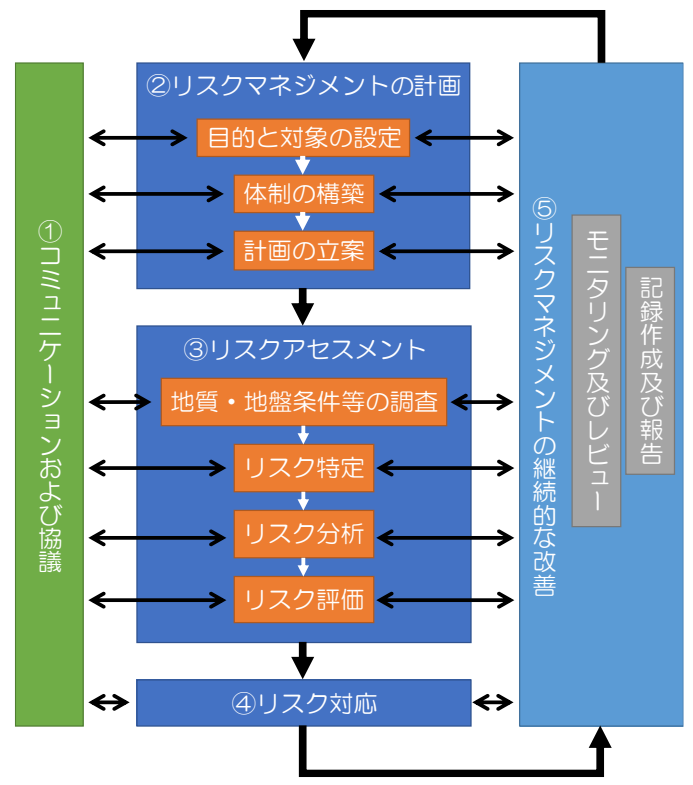 ①コミュニケーションおよび協議
②リスクマネジメントの計画
目的と対象の設定
体制の構築
計画の立案
③リスクアセスメント
地質・地盤条件等の調査
リスク特定
リスク分析
リスク評価
④リスク対応
⑤リスクマネジメントの継続的な改善
モニタリング及びレビュー
記録作成及び報告